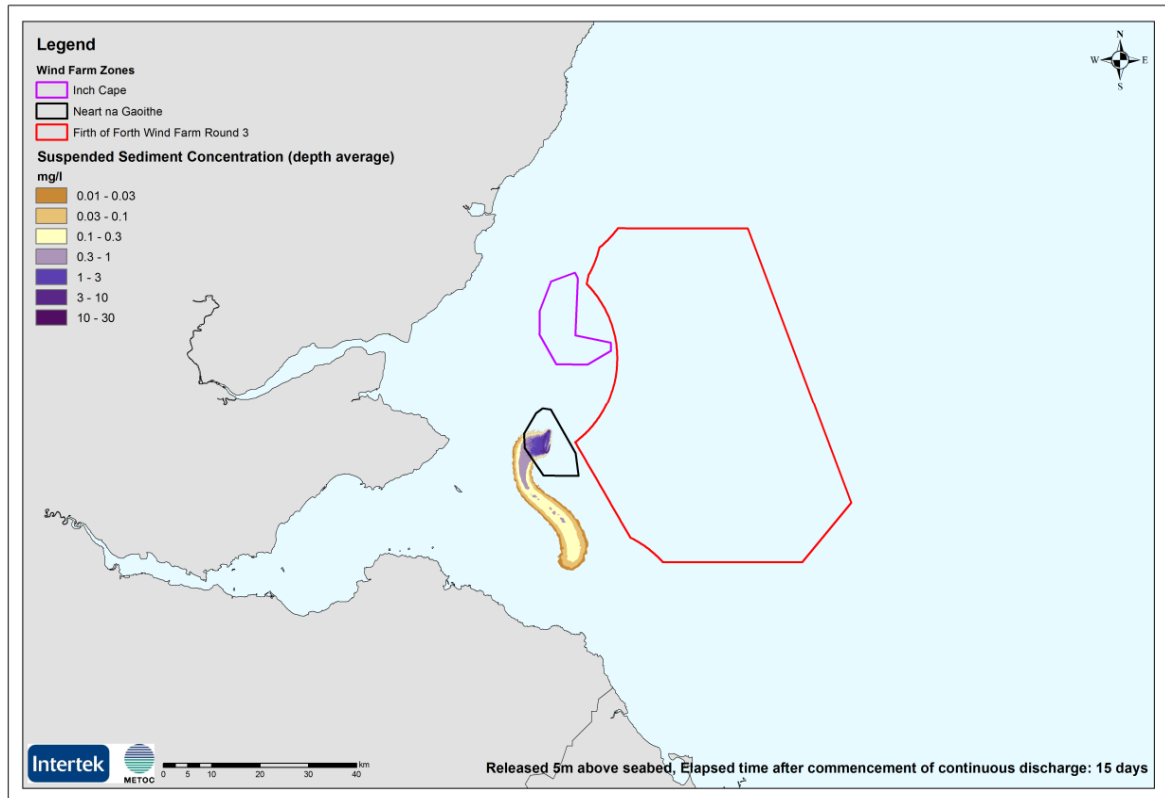 Legend
Wind Farm Zones
Inch Cape
Neart na Gaoithe
Firth of Forth Wind Farm Round 3
Suspended Sediment Concentration (depth average)
mg/l
0.01 - 0.03
0.03 - 0.1
0.1 - 0.3
0.3 - 1
1 - 3
3 - 10
10 - 30
N
W E
S
Intertek
METOC
km
0 5 10 20 30 40
Released 5m above seabed, Elapsed time after commencement of continuous discharge: 15 days